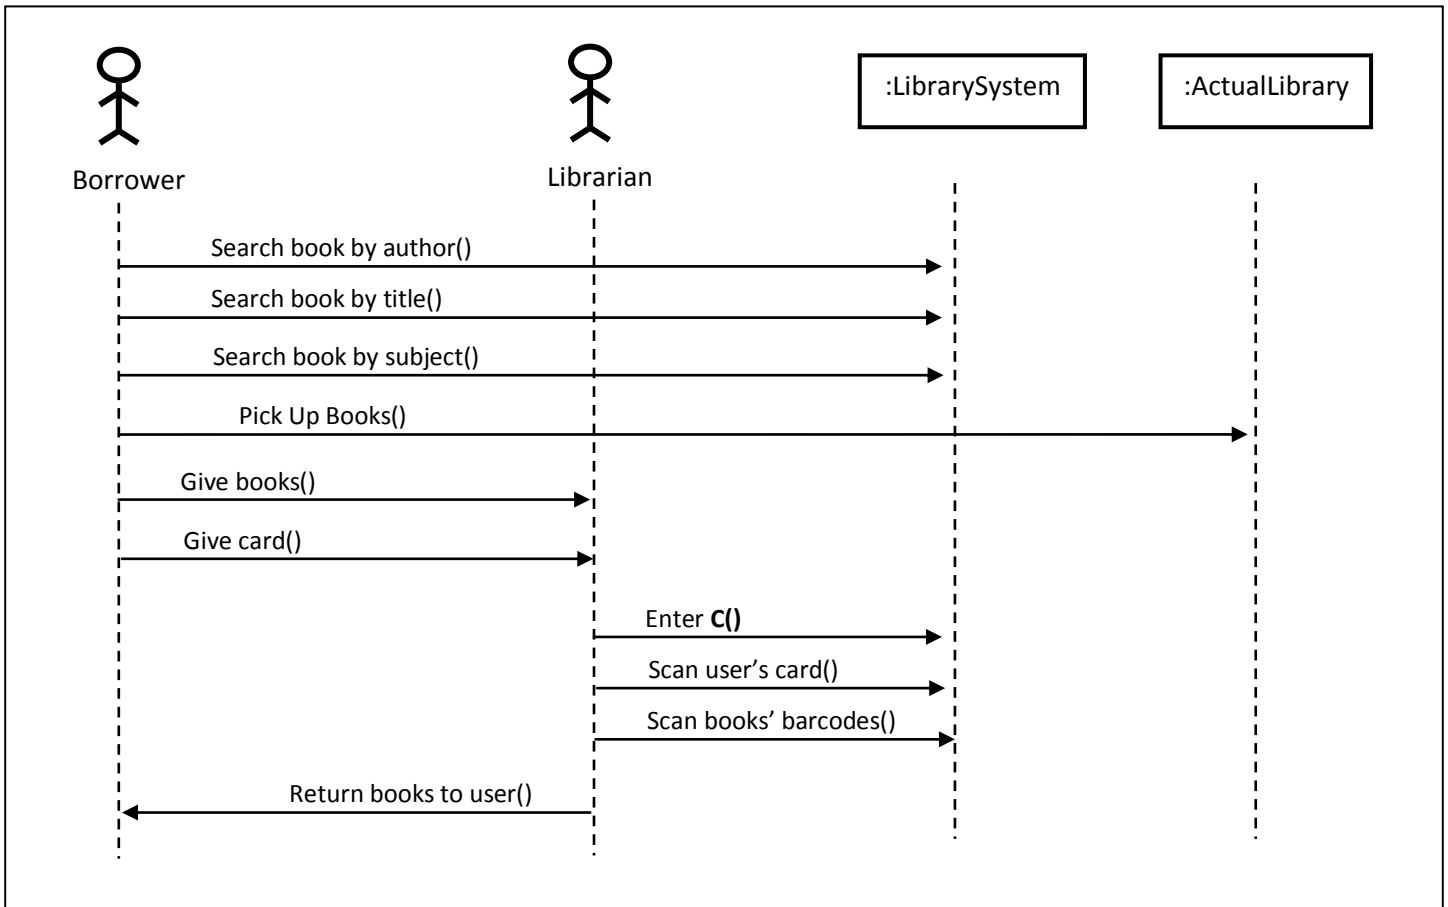 :LibrarySystem
:ActualLibrary
Borrower
Librarian
Search book by author()
Search book by title()
Search book by subject()
Pick Up Books()
Give books()
Give card()
Enter C()
Scan user’s card()
Scan books’ barcodes()
Return books to user()